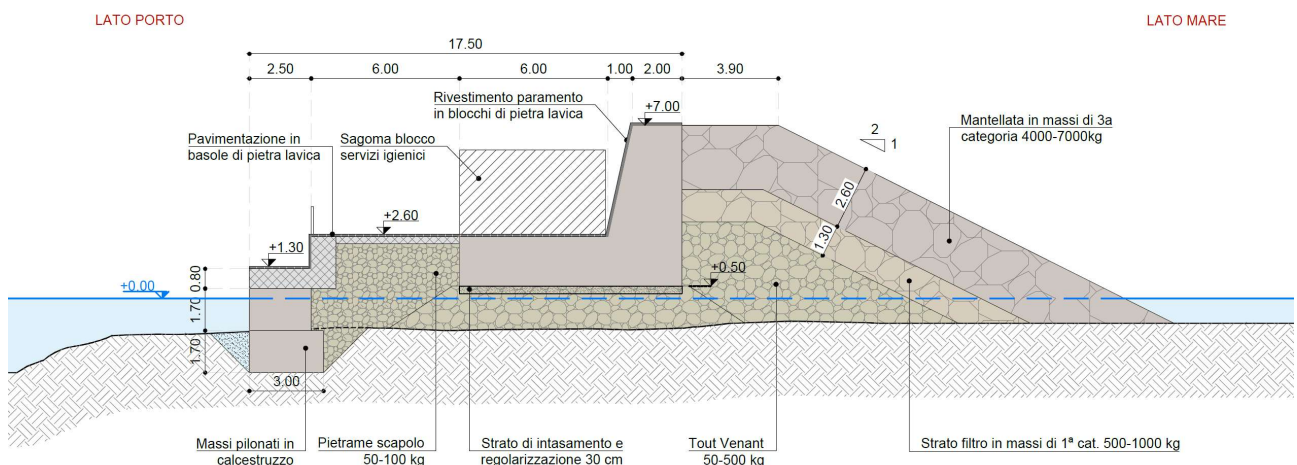 LATO PORTO
LATO MARE
17.50
2.50
6.00
6.00
1.00
2.00
3.90
Rivestimento paramento
in blocchi di pietra lavica
+7.00
Mantellata in massi di 3a
categoria 4000-7000kg
Pavimentazione in
basole di pietra lavica
Sagoma blocco
servizi igienici
2
1
2.60
1.30
+2.60
+1.30
+0.50
+0.00
0.80
1.70
1.70
3.00
Massi pilonati in
calcestruzzo
Pietrame scapolo
50-100 kg
Strato di intasamento e
regolarizzazione 30 cm
Tout Venant
50-500 kg
Strato filtro in massi di 1ª cat. 500-1000 kg